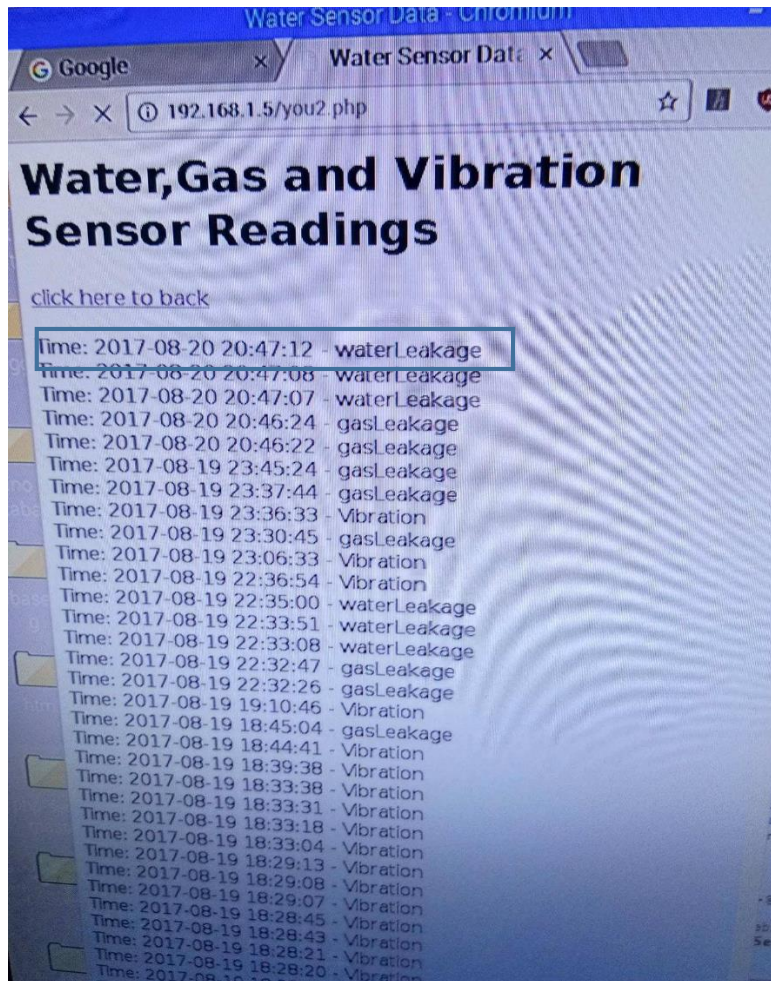 Water Sensor Data - Chromium
Google
Water Sensor Data
192.168.1.5/you2.php
Water,Gas and Vibration
Sensor Readings
click here to back
Time: 2017-08-20 20:47:12 - waterLeakage
Time: 2017-08-20 20:47:08 - waterLeakage
Time: 2017-08-20 20:47:07 - waterLeakage
Time: 2017-08-20 20:46:24 - gasLeakage
Time: 2017-08-20 20:46:22 - gasLeakage
Time: 2017-08-19 23:45:24 - gasLeakage
Time: 2017-08-19 23:37:44 - gasLeakage
Time: 2017-08-19 23:36:33 - Vibration
Time: 2017-08-19 23:30:45 - gasLeakage
Time: 2017-08-19 23:06:33 - Vibration
Time: 2017-08-19 22:36:54 - Vibration
Time: 2017-08-19 22:35:00 - waterLeakage
Time: 2017-08-19 22:33:51 - waterLeakage
Time: 2017-08-19 22:33:08 - waterLeakage
Time: 2017-08-19 22:32:47 - gasLeakage
Time: 2017-08-19 22:32:26 - gasLeakage
Time: 2017-08-19 19:10:46 - Vibration
Time: 2017-08-19 18:45:04 - gasLeakage
Time: 2017-08-19 18:44:41 - Vibration
Time: 2017-08-19 18:39:38 - Vibration
Time: 2017-08-19 18:33:38 - Vibration
Time: 2017-08-19 18:33:31 - Vibration
Time: 2017-08-19 18:33:18 - Vibration
Time: 2017-08-19 18:33:04 - Vibration
Time: 2017-08-19 18:29:13 - Vibration
Time: 2017-08-19 18:29:08 - Vibration
Time: 2017-08-19 18:29:07 - Vibration
Time: 2017-08-19 18:28:45 - Vibration
Time: 2017-08-19 18:28:43 - Vibration
Time: 2017-08-19 18:28:21 - Vibration
Time: 2017-08-19 18:28:20 - Vibration